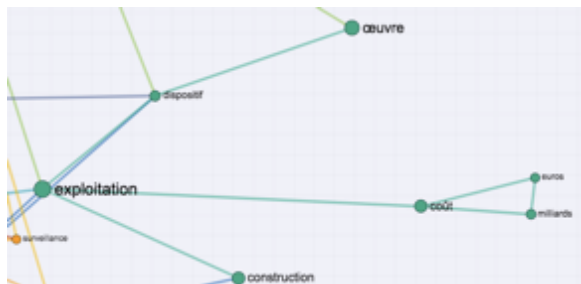 œuvre
dispositif
euros
exploitation
coût
milliards
surveillance
construction